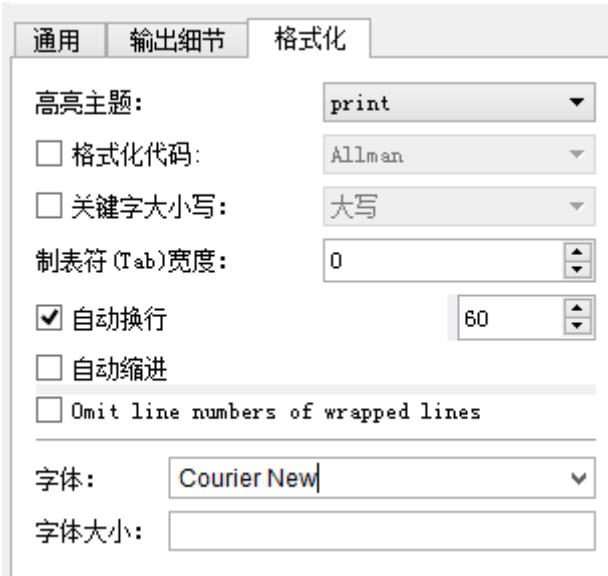 通用 输出细节 格式化
高亮主题: print
格式化代码: Allman
关键字大小写: 大写
制表符(Tab)宽度: 0
自动换行 60
自动缩进
Omit line numbers of wrapped lines
字体: Courier New
字体大小: